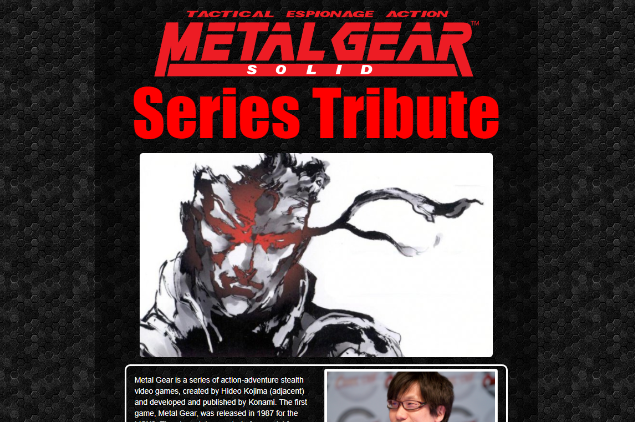 TACTICAL ESPIONAGE ACTION
METAL GEAR™
SOLID
Series Tribute
Metal Gear is a series of action-adventure stealth
video games, created by Hideo Kojima (adjacent)
and developed and published by Konami. The first
game, Metal Gear, was released in 1987 for the